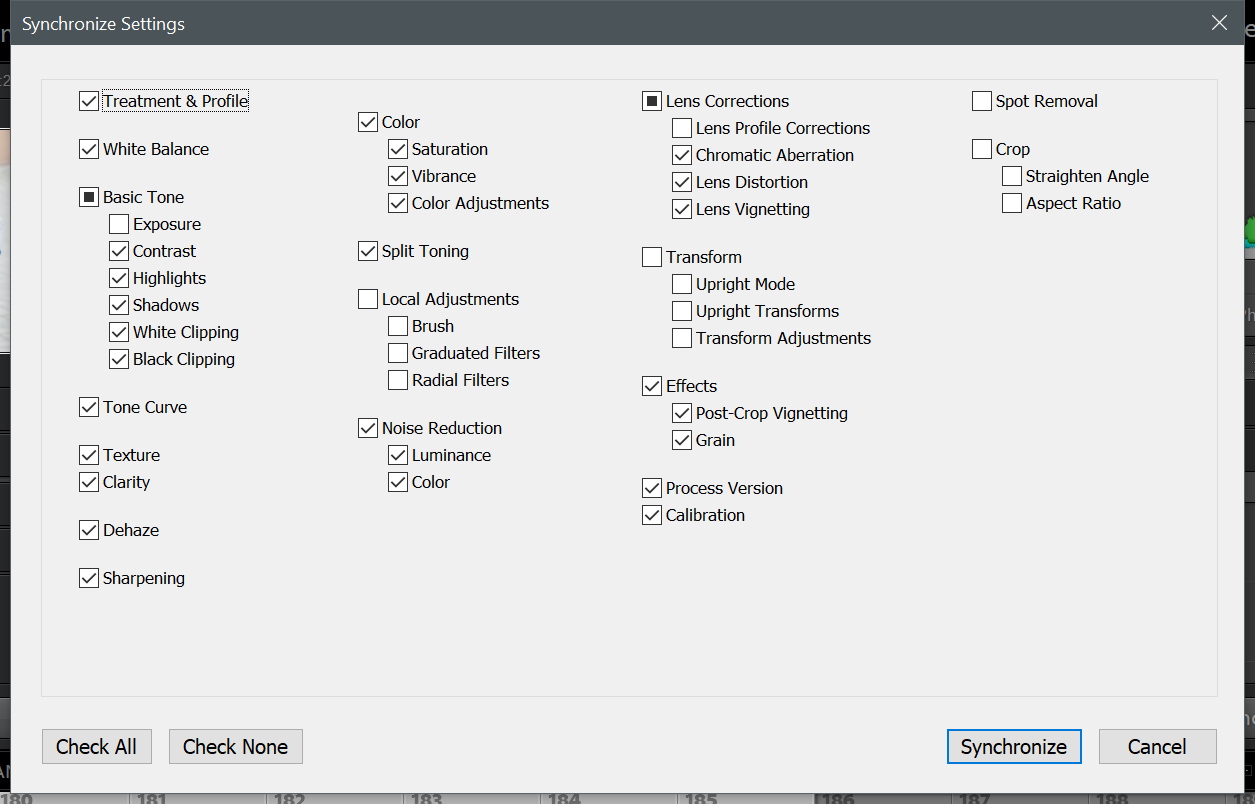 Synchronize Settings
Treatment & Profile
White Balance
Basic Tone
Exposure
Contrast
Highlights
Shadows
White Clipping
Black Clipping
Tone Curve
Texture
Clarity
Dehaze
Sharpening
Color
Saturation
Vibrance
Color Adjustments
Split Toning
Local Adjustments
Brush
Graduated Filters
Radial Filters
Noise Reduction
Luminance
Color
Lens Corrections
Lens Profile Corrections
Chromatic Aberration
Lens Distortion
Lens Vignetting
Transform
Upright Mode
Upright Transforms
Transform Adjustments
Effects
Post-Crop Vignetting
Grain
Process Version
Calibration
Spot Removal
Crop
Straighten Angle
Aspect Ratio
Check All
Check None
Synchronize
Cancel
180 181 182 183 184 185 186 187 188